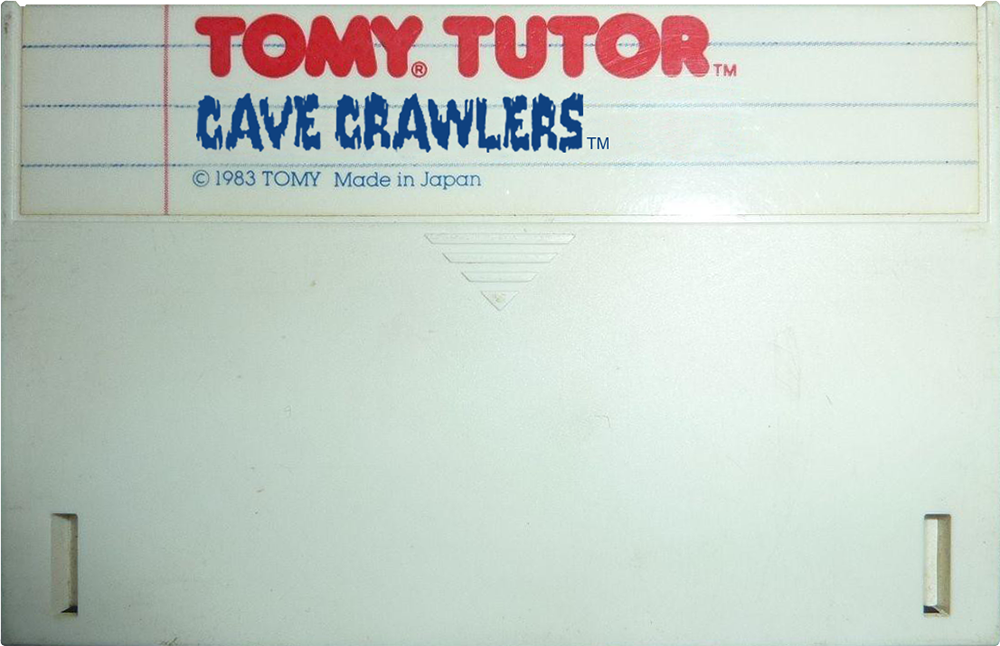 TOMY® TUTOR™
CAVE CRAWLERS™
© 1983 TOMY Made in Japan